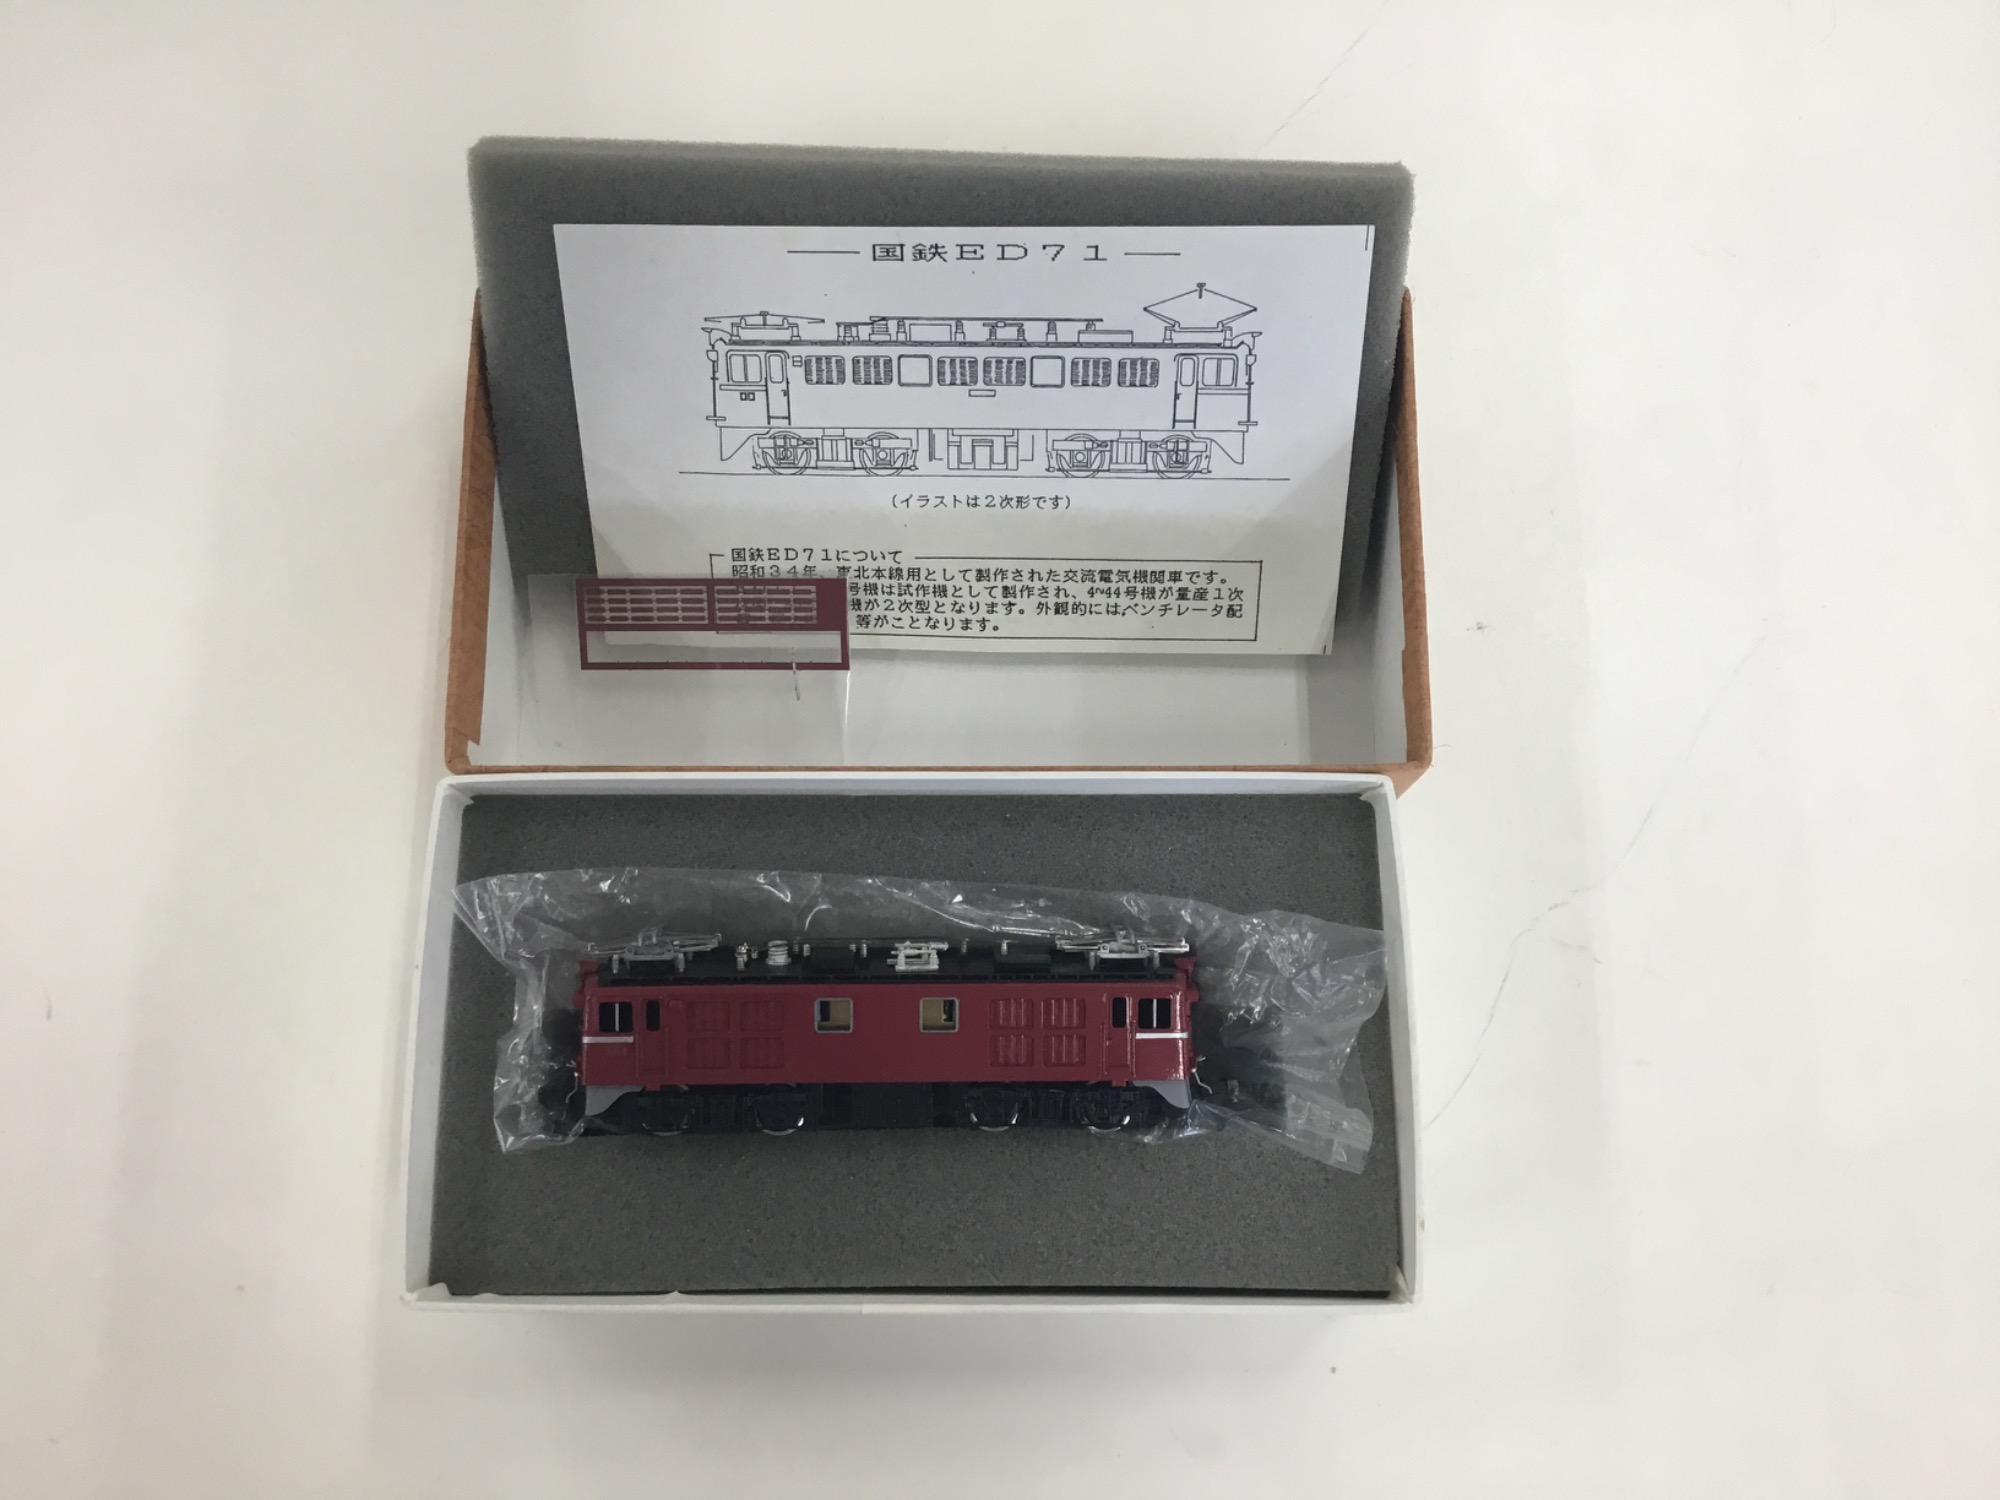 国鉄ED71
（イラストは2次形です）
国鉄ED71について
昭和34年、東北本線用として製作された交流電気機関車です。
号機は試作機として製作され、4~44号機が量産1次
機が2次型となります。外観的にはベンチレータ配
等がことなります。